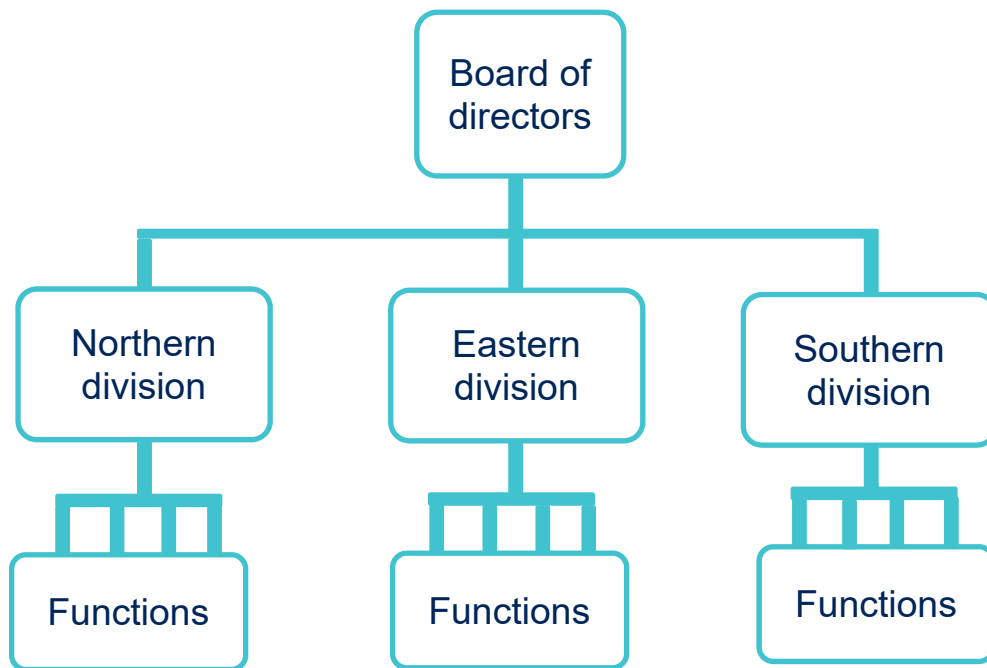 Board of
directors
Northern
division
Eastern
division
Southern
division
Functions
Functions
Functions